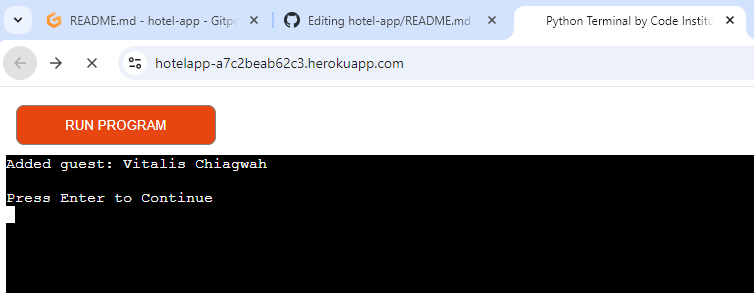 README.md - hotel-app - Gitpo
Editing hotel-app/README.md
Python Terminal by Code Institu
hotelapp-a7c2beab62c3.herokuapp.com
RUN PROGRAM
Added guest: Vitalis Chiagwah
Press Enter to Continue